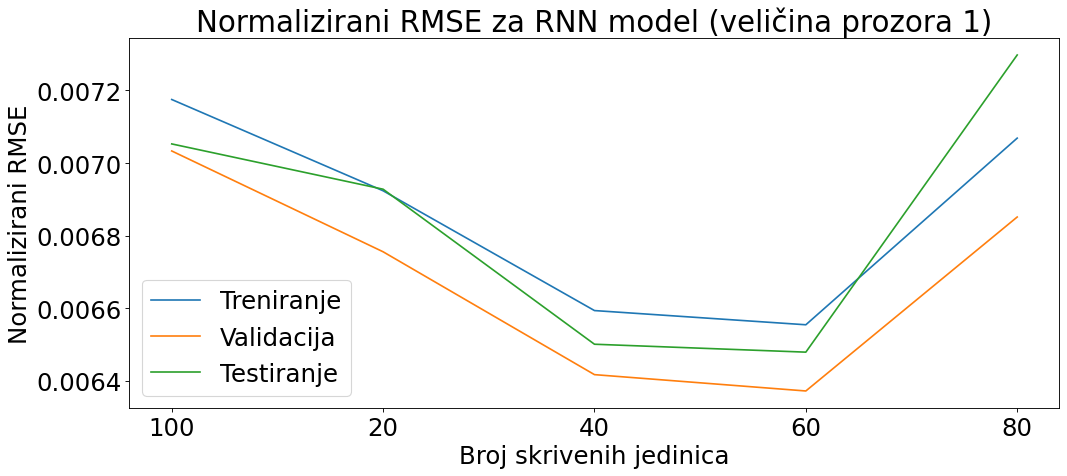 Normalizirani RMSE za RNN model (veličina prozora 1)
Normalizirani RMSE
0.0072
0.0070
0.0068
0.0066
0.0064
Treniranje
Validacija
Testiranje
100 20 40 60 80
Broj skrivenih jedinica